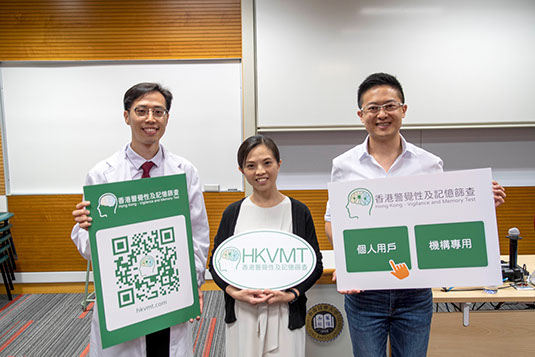 香港警覺性及記憶篩查
Hong Kong - Vigilance and Memory Test
hkvmt.com
HKVMT
香港警覺性及記憶篩查
香港警覺性及記憶篩查
Hong Kong - Vigilance and Memory Test
個人用戶
機構專用